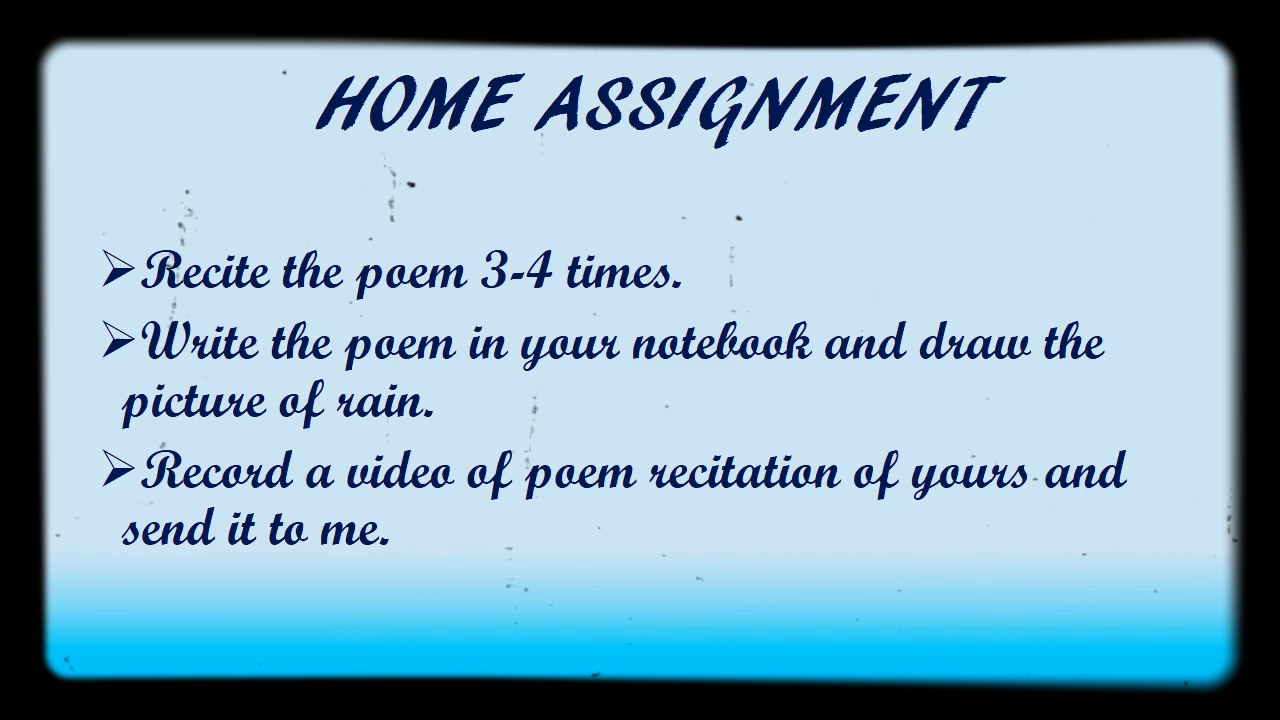 HOME ASSIGNMENT
➢Recite the poem 3-4 times.
➢Write the poem in your notebook and draw the
picture of rain.
➢Record a video of poem recitation of yours and
send it to me.